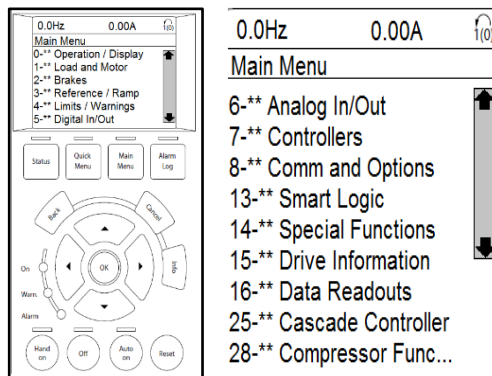 0.0Hz 0.00A 1(0)
Main Menu
0-** Operation / Display
1-** Load and Motor
2-** Brakes
3-** Reference / Ramp
4-** Limits / Warnings
5-** Digital In/Out
Status Quick Menu Main Menu Alarm Log
Back Cancel
Info
OK
On
Warn.
Alarm
Hand on Off Auto on Reset
0.0Hz 0.00A 1(0)
Main Menu
6-** Analog In/Out
7-** Controllers
8-** Comm and Options
13-** Smart Logic
14-** Special Functions
15-** Drive Information
16-** Data Readouts
25-** Cascade Controller
28-** Compressor Func...